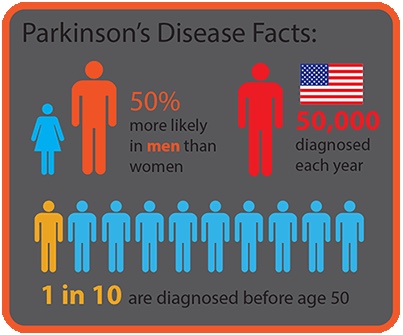 Parkinson's Disease Facts:
50%
more likely
in men than
women
50,000
diagnosed
each year
1 in 10 are diagnosed before age 50